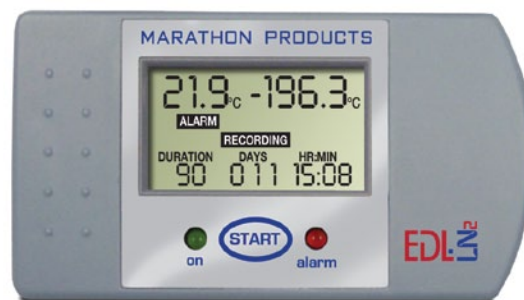 MARATHON PRODUCTS
21.9°C -196.3°C
ALARM
RECORDING
DURATION DAYS HR:MIN
90 011 15:08
START
on alarm
EDL-LN2